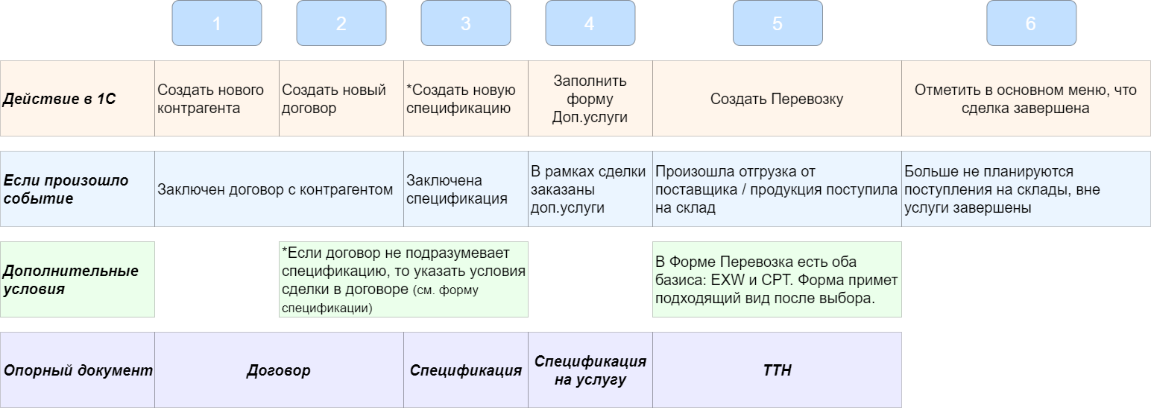 1
2
3
4
5
6
Действие в 1С
Создать нового
контрагента
Создать новый
договор
*Создать новую
спецификацию
Заполнить
форму
Доп.услуги
Создать Перевозку
Отметить в основном меню, что
сделка завершена
Если произошло
событие
Заключен договор с контрагентом
Заключена
спецификация
В рамках сделки
заказаны
доп.услуги
Произошла отгрузка от
поставщика / продукция поступила
на склад
Больше не планируются
поступления на склады, вне
услуги завершены
Дополнительные
условия
*Если договор не подразумевает
спецификацию, то указать условия
сделки в договоре (см. форму
спецификации)
В Форме Перевозка есть оба
базиса: EXW и CPT. Форма примет
подходящий вид после выбора.
Опорный документ
Договор
Спецификация
Спецификация
на услугу
ТТН